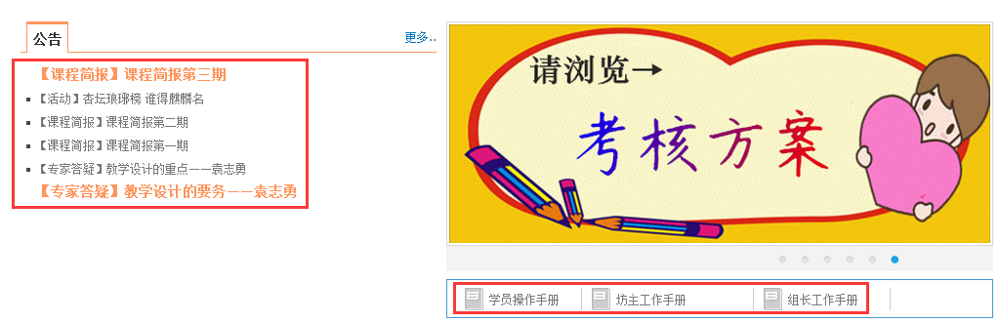 公告
更多..
【课程简报】课程简报第三期
【活动】杏坛琅琊榜 谁得麒麟名
【课程简报】课程简报第二期
【课程简报】课程简报第一期
【专家答疑】教学设计的重点——袁志勇
【专家答疑】教学设计的要务——袁志勇
请浏览→
考核方案
学员操作手册
坊主工作手册
组长工作手册